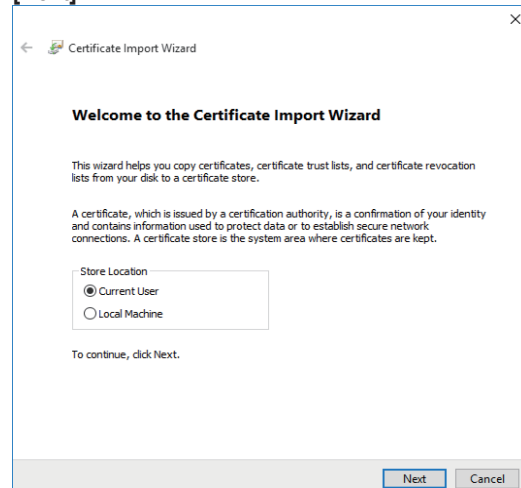 Certificate Import Wizard
Welcome to the Certificate Import Wizard
This wizard helps you copy certificates, certificate trust lists, and certificate revocation
lists from your disk to a certificate store.
A certificate, which is issued by a certification authority, is a confirmation of your identity
and contains information used to protect data or to establish secure network
connections. A certificate store is the system area where certificates are kept.
Store Location
Current User
Local Machine
To continue, click Next.
Next Cancel